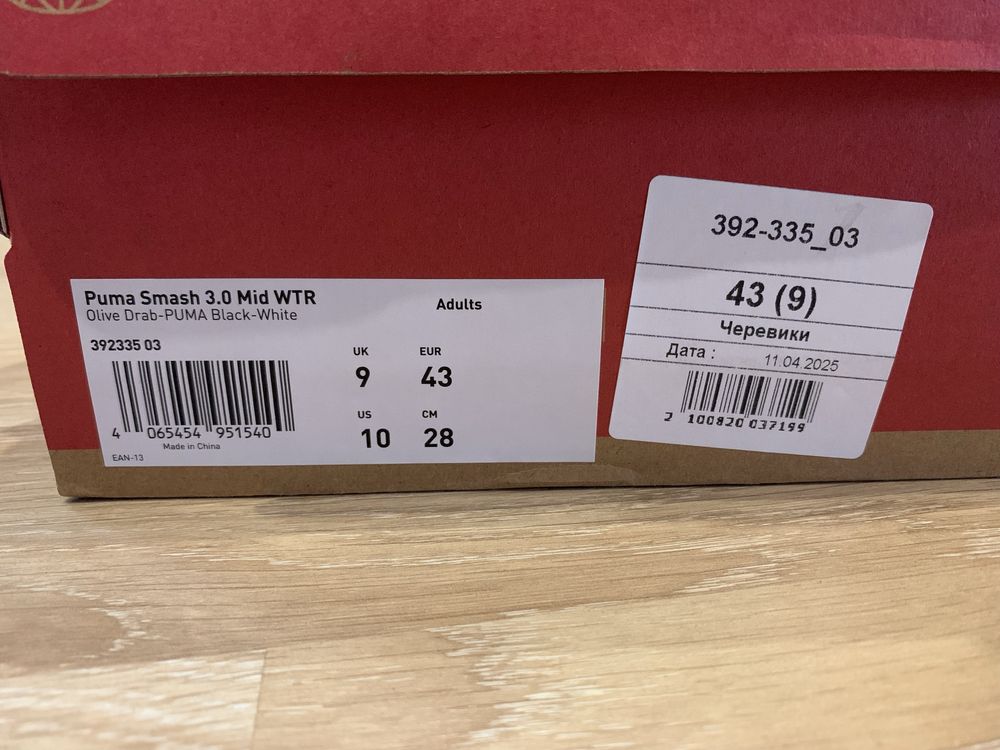 Puma Smash 3.0 Mid WTR
Olive Drab-PUMA Black-White
Adults
392335 03
4 065454 951540
Made in China
EAN-13
UK EUR
9 43
US CM
10 28
392-335_03
43 (9)
Черевики
Дата : 11.04.2025
2 100820 037199